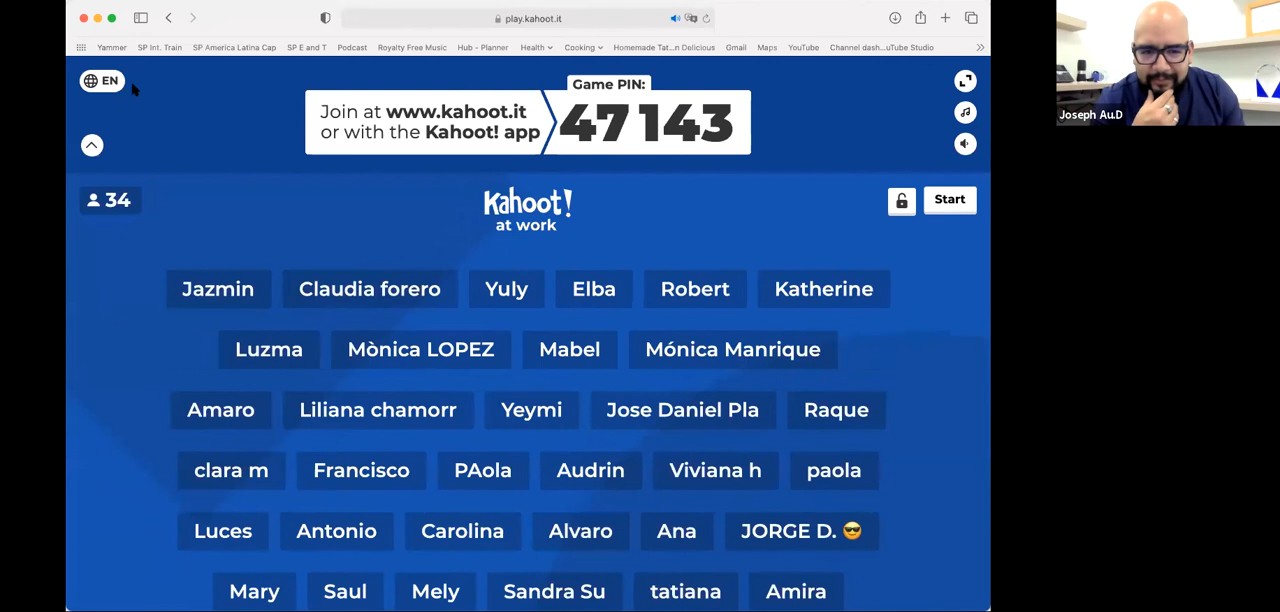 play.kahoot.it
Yammer SP Int. Train SP America Latina Cap SP E and T Podcast Royalty Free Music Hub - Planner Health Cooking Homemade Tat...n Delicious Gmail Maps YouTube Channel dash...uTube Studio
EN
Game PIN:
Join at www.kahoot.it
or with the Kahoot! app
47 143
34
Kahoot!
at work
Start
Jazmin Claudia forero Yuly Elba Robert Katherine
Luzma Mònica LOPEZ Mabel Mónica Manrique
Amaro Liliana chamorr Yeymi Jose Daniel Pla Raque
clara m Francisco PAola Audrin Viviana h paola
Luces Antonio Carolina Alvaro Ana JORGE D. 😎
Mary Saul Mely Sandra Su tatiana Amira
Joseph Au.D